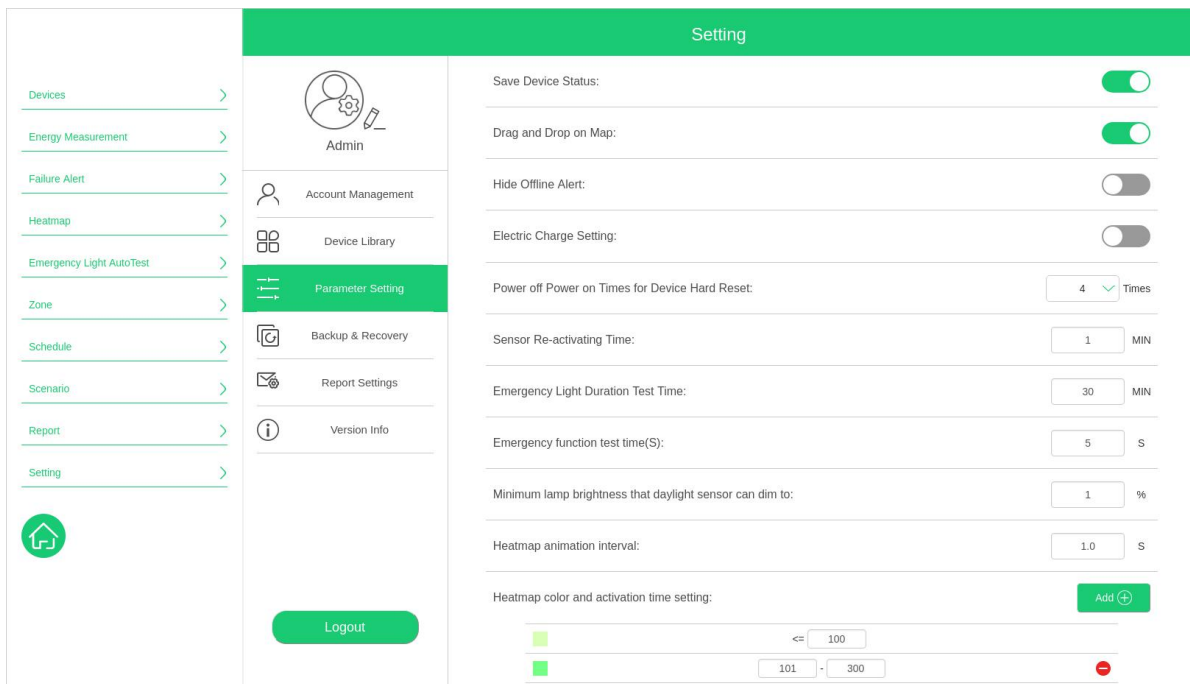 Setting
Devices
Energy Measurement
Failure Alert
Heatmap
Emergency Light AutoTest
Zone
Schedule
Scenario
Report
Setting
Admin
Account Management
Device Library
Parameter Setting
Backup & Recovery
Report Settings
Version Info
Logout
Save Device Status:
Drag and Drop on Map:
Hide Offline Alert:
Electric Charge Setting:
Power off Power on Times for Device Hard Reset: 4 Times
Sensor Re-activating Time: 1 MIN
Emergency Light Duration Test Time: 30 MIN
Emergency function test time(S): 5 S
Minimum lamp brightness that daylight sensor can dim to: 1 %
Heatmap animation interval: 1.0 S
Heatmap color and activation time setting: Add
<= 100
101 - 300